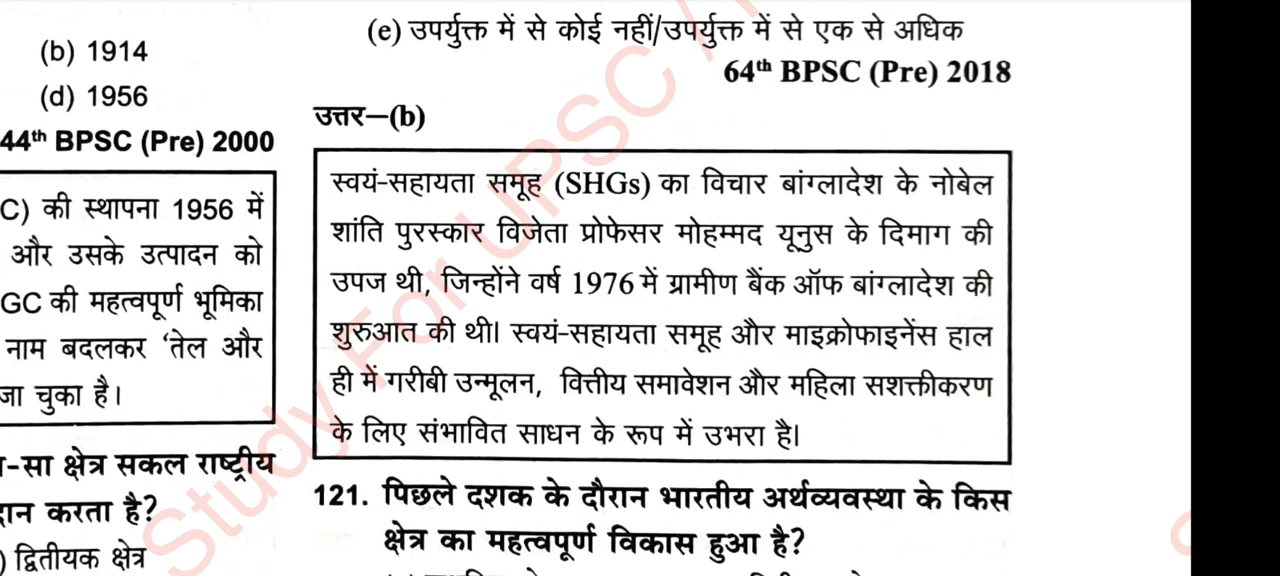 (b) 1914
(d) 1956
44th BPSC (Pre) 2000
C) की स्थापना 1956 में
और उसके उत्पादन को
GC की महत्वपूर्ण भूमिका
नाम बदलकर ‘तेल और
जा चुका है।
-सा क्षेत्र सकल राष्ट्रीय
दान करता है?
) द्वितीयक क्षेत्र
(e) उपर्युक्त में से कोई नहीं/उपर्युक्त में से एक से अधिक
64th BPSC (Pre) 2018
उत्तर—(b)
स्वयं-सहायता समूह (SHGs) का विचार बांग्लादेश के नोबेल
शांति पुरस्कार विजेता प्रोफेसर मोहम्मद यूनुस के दिमाग की
उपज थी, जिन्होंने वर्ष 1976 में ग्रामीण बैंक ऑफ बांग्लादेश की
शुरुआत की थी। स्वयं-सहायता समूह और माइक्रोफाइनेंस हाल
ही में गरीबी उन्मूलन, वित्तीय समावेशन और महिला सशक्तीकरण
के लिए संभावित साधन के रूप में उभरा है।
121. पिछले दशक के दौरान भारतीय अर्थव्यवस्था के किस
क्षेत्र का महत्वपूर्ण विकास हुआ है?
Study For UPSC /